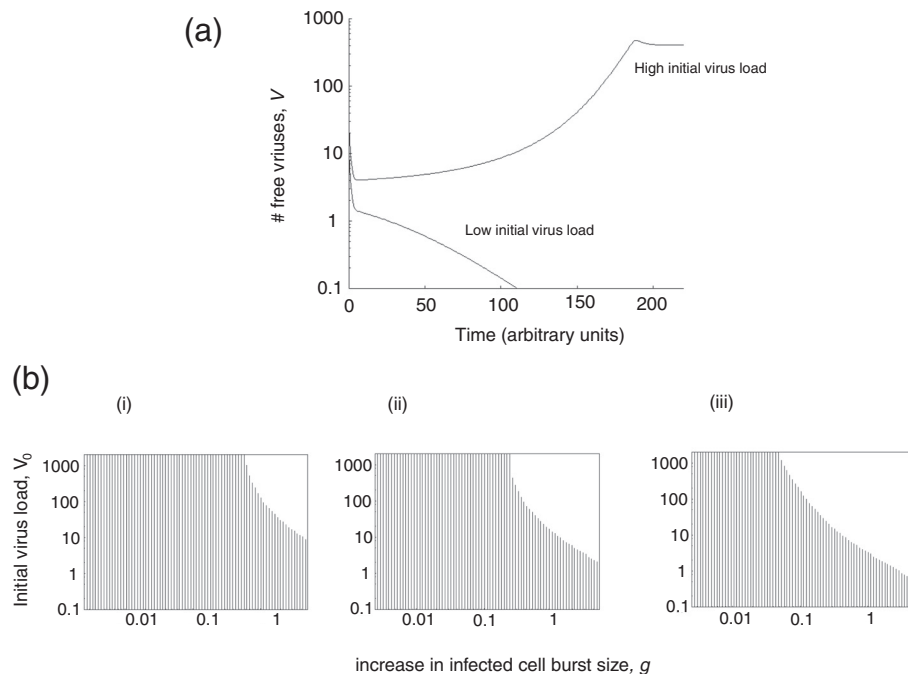 (a)
1000
100
10
1
0.1
# free vriuses, V
High initial virus load
Low initial virus load
0 50 100 150 200
Time (arbitrary units)
(b)
(i) (ii) (iii)
Initial virus load, V0
1000 1000 1000
100 100 100
10 10 10
1 1 1
0.1 0.1 0.1
0.01 0.1 1 0.01 0.1 1 0.01 0.1 1
increase in infected cell burst size, g